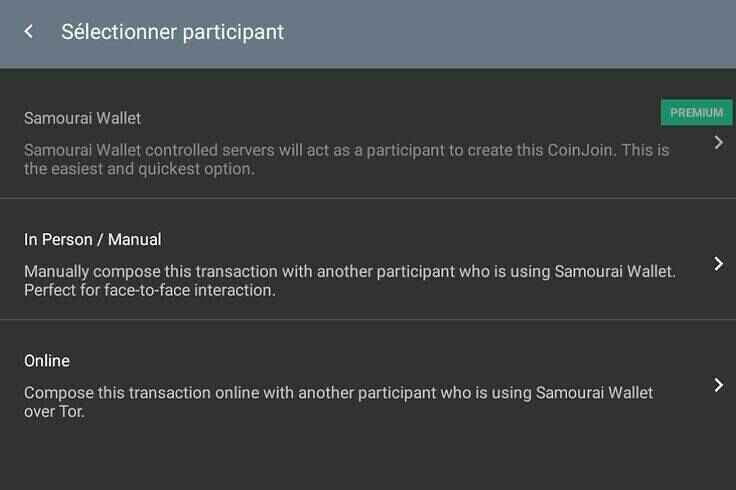 Sélectionner participant
Samourai Wallet
PREMIUM
Samourai Wallet controlled servers will act as a participant to create this CoinJoin. This is
the easiest and quickest option.
In Person / Manual
Manually compose this transaction with another participant who is using Samourai Wallet.
Perfect for face-to-face interaction.
Online
Compose this transaction online with another participant who is using Samourai Wallet
over Tor.